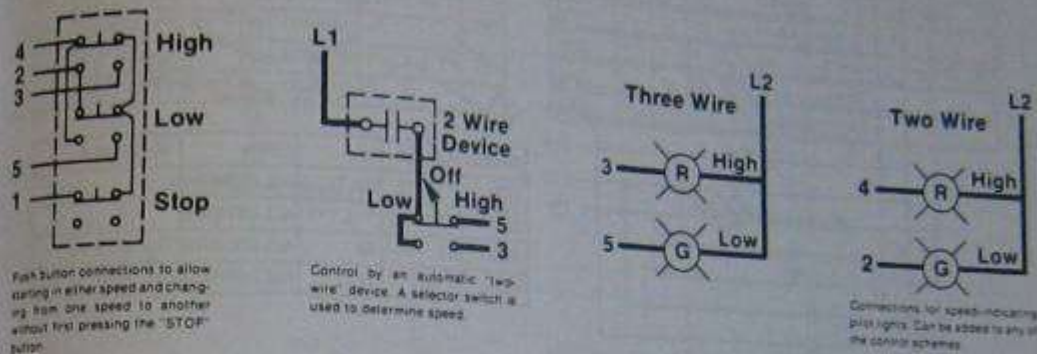 4
2
3
5
1
High
Low
Stop
Push button connections to allow
starting in either speed and chang-
ing from one speed to another
without first pressing the "STOP"
button
L1
2 Wire
Device
Off
Low
High
5
3
Control by an automatic "two-
wire" device. A selector switch is
used to determine speed.
Three Wire
L2
3
R
High
5
G
Low
Two Wire
L2
4
R
High
2
G
Low
Connections for speed-indicating
pilot lights. Can be added to any of
the control schemes